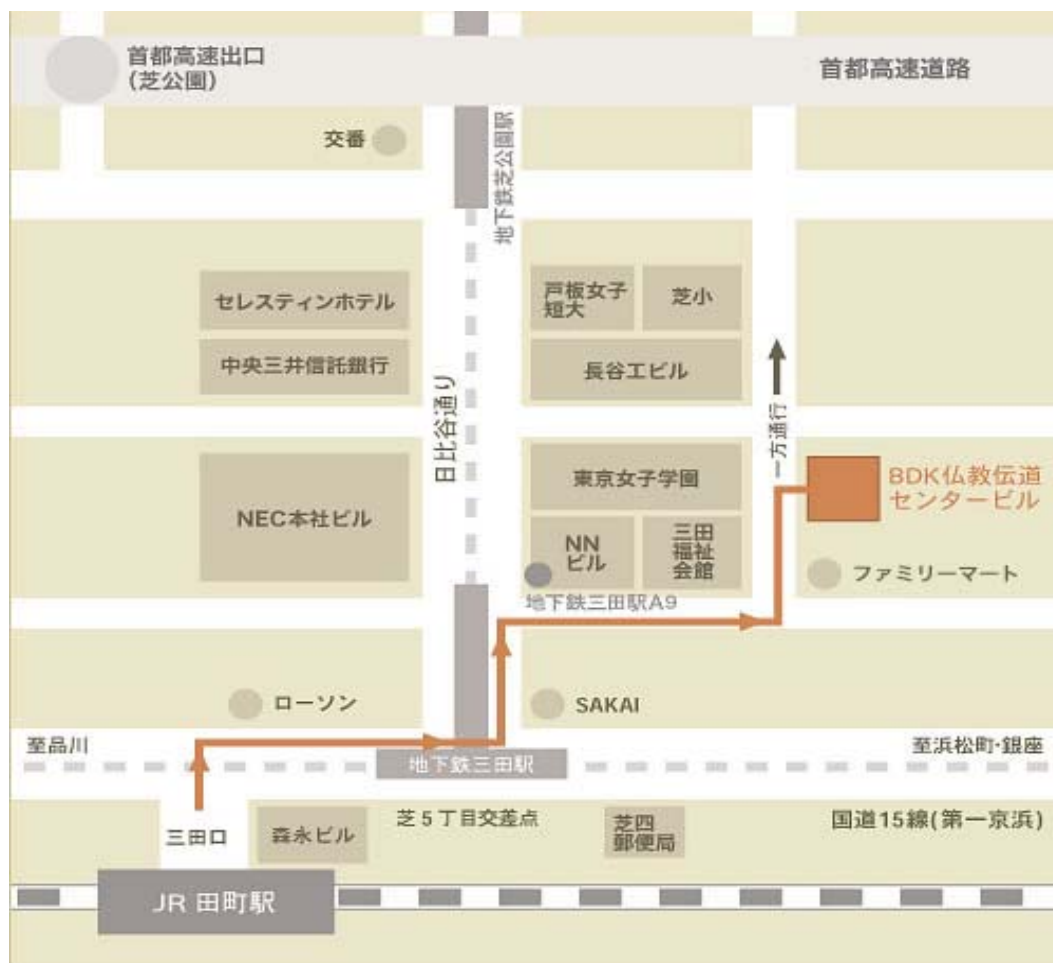 首都高速出口
(芝公園)
首都高速道路
交番
地下鉄芝公園駅
セレスティンホテル
戸板女子
短大
芝小
中央三井信託銀行
長谷工ビル
日比谷通り
一方通行
NEC本社ビル
東京女子学園
BDK仏教伝道
センタービル
NN
ビル
三田
福祉
会館
ファミリーマート
地下鉄三田駅A9
ローソン
SAKAI
至品川
至浜松町・銀座
地下鉄三田駅
三田口
森永ビル
芝5丁目交差点
芝四
郵便局
国道15線(第一京浜)
JR 田町駅